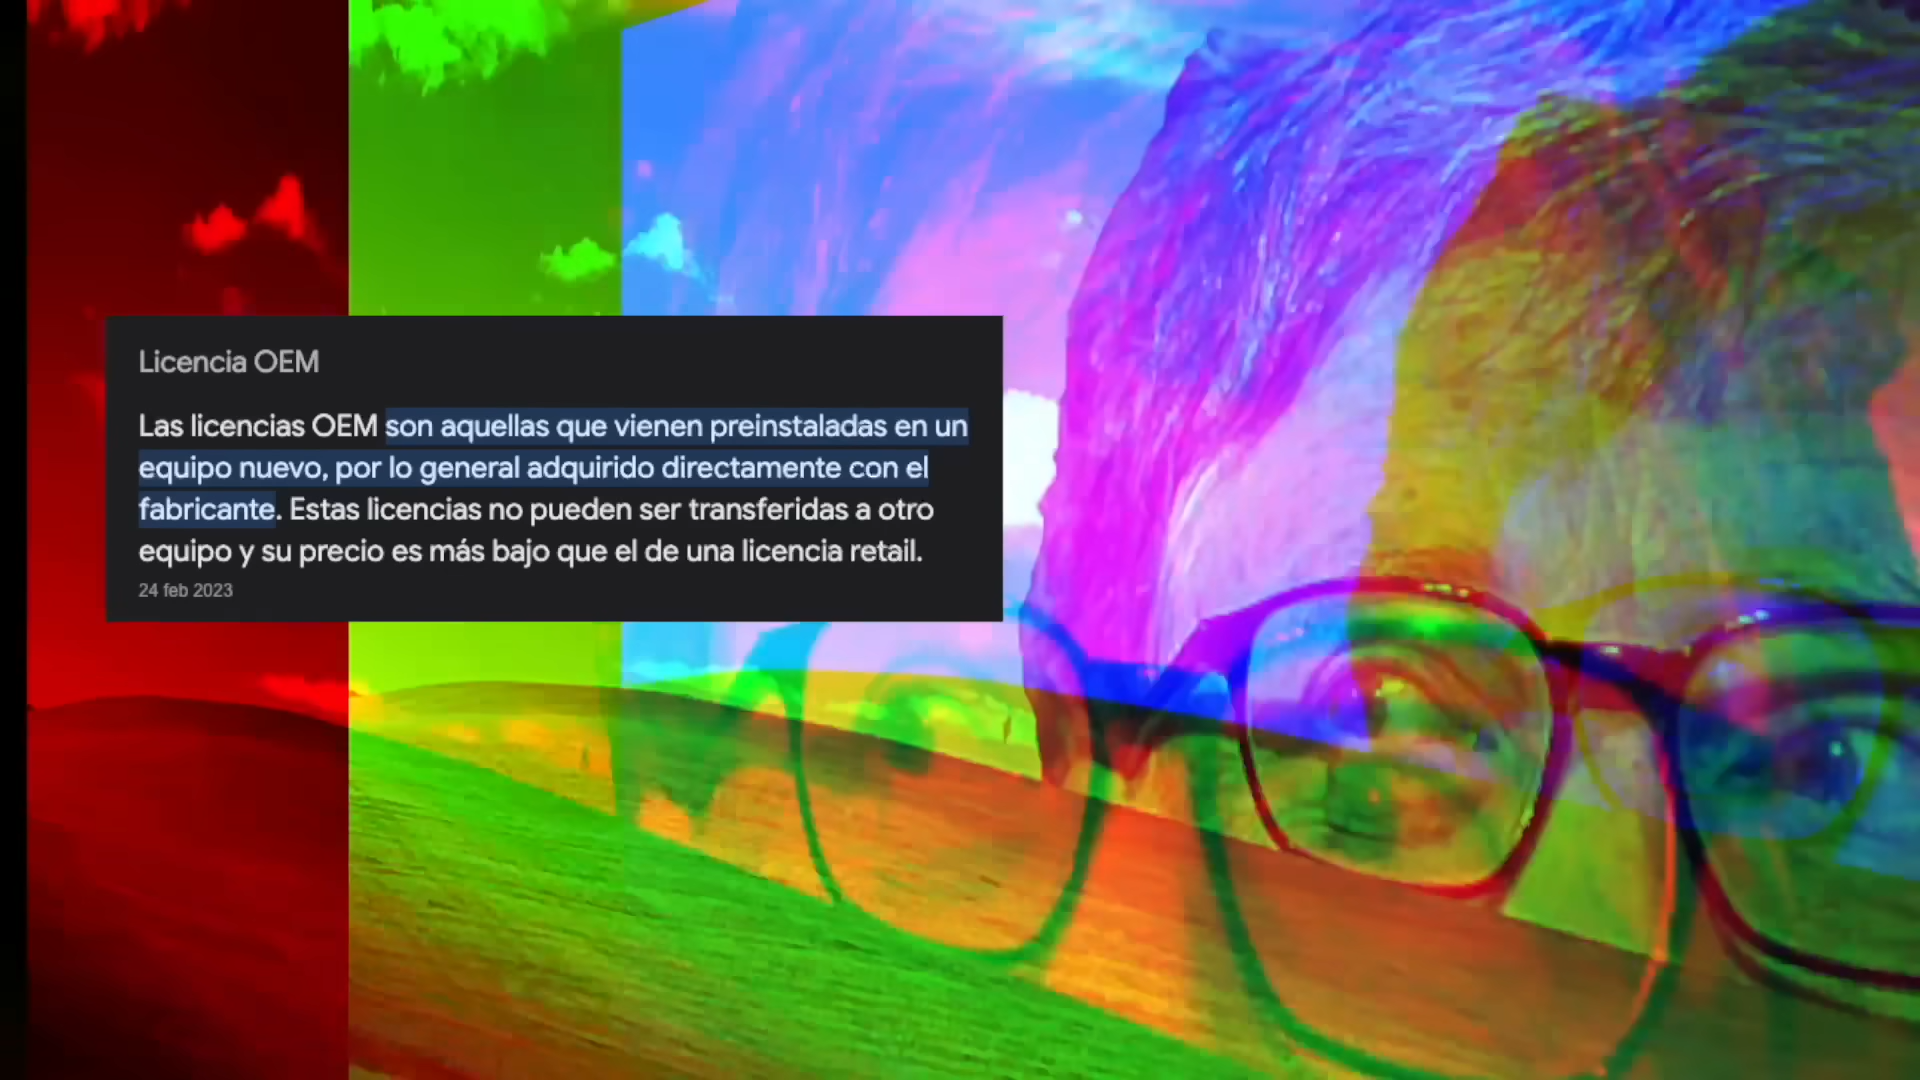 Licencia OEM
Las licencias OEM son aquellas que vienen preinstaladas en un
equipo nuevo, por lo general adquirido directamente con el
fabricante. Estas licencias no pueden ser transferidas a otro
equipo y su precio es más bajo que el de una licencia retail.
24 feb 2023